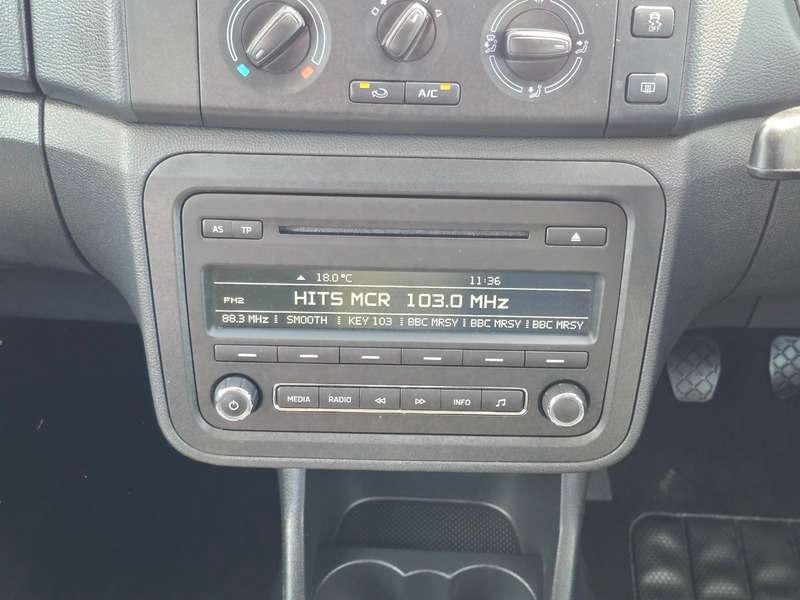 OFF
A/C
AS TP
18.0°C 11:36
FM2 HITS MCR 103.0 MHz
88.3 MHz SMOOTH KEY 103 BBC MRSY BBC MRSY BBC MRSY
MEDIA RADIO INFO